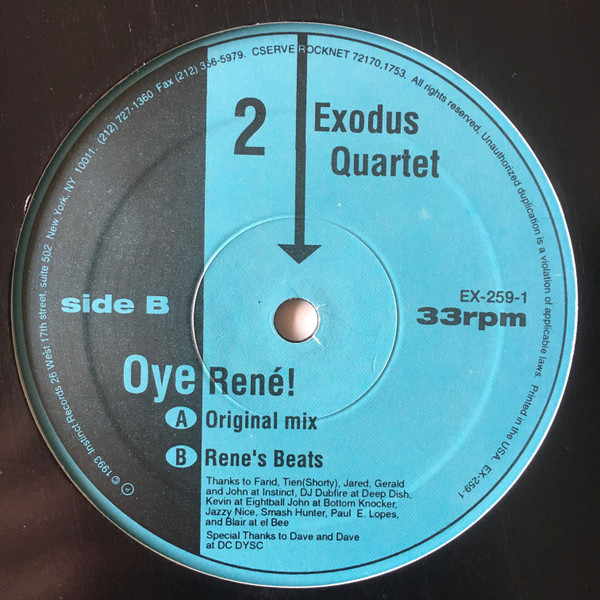 ℗ © 1993 Instinct Records 26 West 17th street, suite 502 New York, NY 10011. (212) 727-1360 Fax (212) 366-5979. CSERVE ROCKNET 72170,1753. All rights reserved. Unauthorized duplication is a violation of applicable laws. Printed in the USA. EX-259-1
2
Exodus
Quartet
side B
EX-259-1
33rpm
Oye René!
A Original mix
B Rene's Beats
Thanks to Farid, Tien(Shorty), Jared, Gerald
and John at Instinct, DJ Dubfire at Deep Dish,
Kevin at Eightball John at Bottom Knocker,
Jazzy Nice, Smash Hunter, Paul E. Lopes,
and Blair at el Bee
Special Thanks to Dave and Dave
at DC DYSC